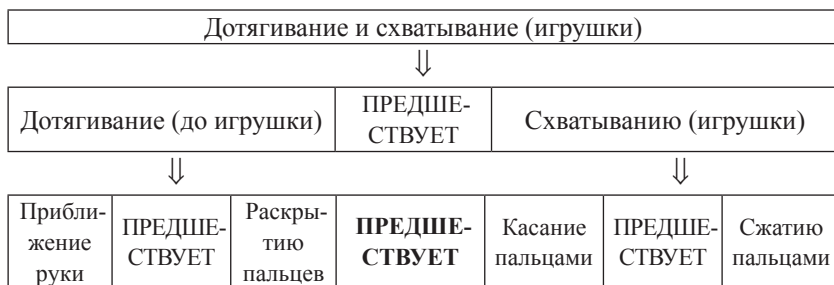 Дотягивание и схватывание (игрушки)
⇓
Дотягивание (до игрушки)
ПРЕДШЕ-
СТВУЕТ
Схватыванию (игрушки)
⇓ ⇓
Прибли-
жение
руки
ПРЕДШЕ-
СТВУЕТ
Раскры-
тию
пальцев
ПРЕДШЕ-
СТВУЕТ
Касание
пальцами
ПРЕДШЕ-
СТВУЕТ
Сжатию
пальцами